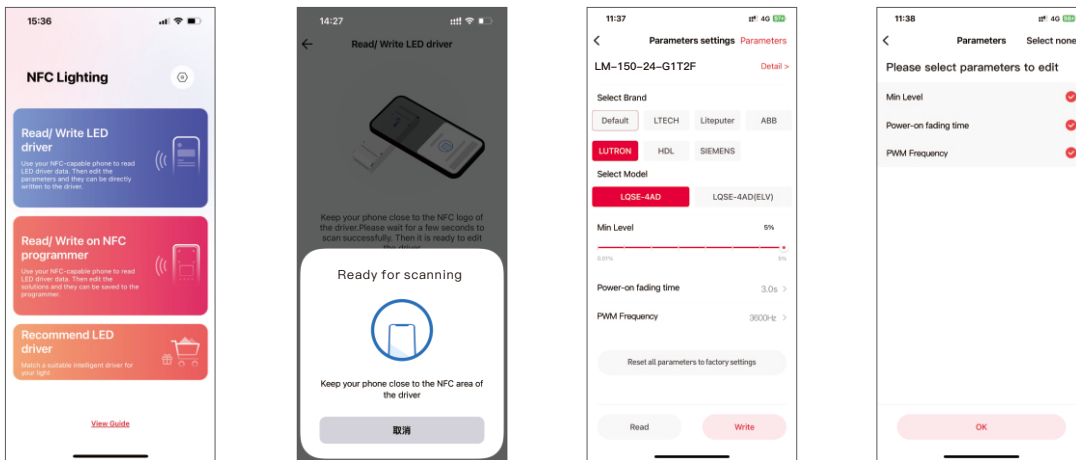 15:36
NFC Lighting
Read/ Write LED
driver
Use your NFC-capable phone to read
LED driver data. Then edit the
parameters and they can be directly
written to the driver.
Read/ Write on NFC
programmer
Use your NFC-capable phone to read
LED driver data. Then edit the
solutions and they can be saved to the
programmer.
Recommend LED
driver
Match a suitable intelligent driver for
your light
View Guide
14:27
Read/ Write LED driver
Keep your phone close to the NFC logo of
the driver.Please wait for a few seconds to
scan successfully. Then it is ready to edit
the driver
Ready for scanning
Keep your phone close to the NFC area of
the driver
取消
11:37
4G
Parameters settings
Parameters
LM-150-24-G1T2F
Detail >
Select Brand
Default
LTECH
Liteputer
ABB
LUTRON
HDL
SIEMENS
Select Model
LQSE-4AD
LQSE-4AD(ELV)
Min Level
5%
0.01%
5%
Power-on fading time
3.0s >
PWM Frequency
3600Hz >
Reset all parameters to factory settings
Read
Write
11:38
4G
Parameters
Select none
Please select parameters to edit
Min Level
Power-on fading time
PWM Frequency
OK